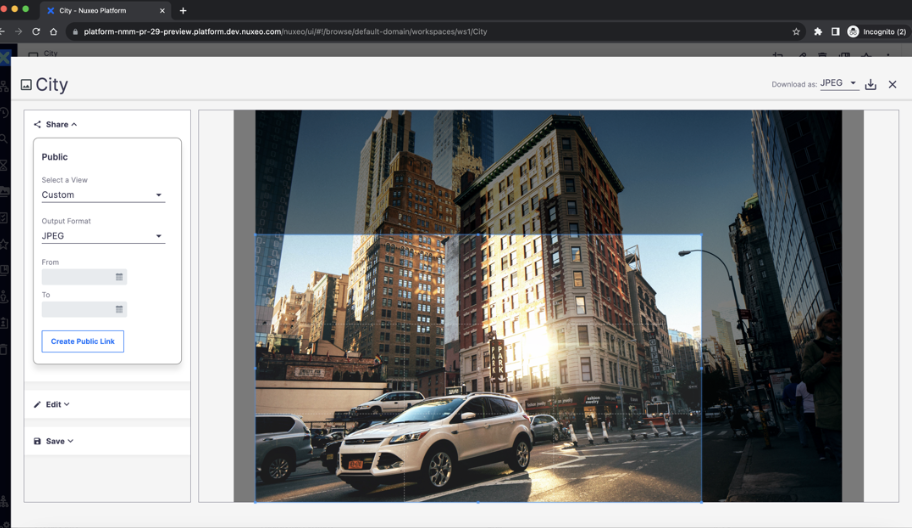 City – Nuxeo Platform
platform-nmm-pr-29-preview.platform.dev.nuxeo.com/nuxeo/ui/#!/browse/default-domain/workspaces/ws1/City
Incognito (2)
City
City
Download as: JPEG
Share
Public
Select a View
Custom
Output Format
JPEG
From
To
Create Public Link
Edit
Save
PARK
PARK